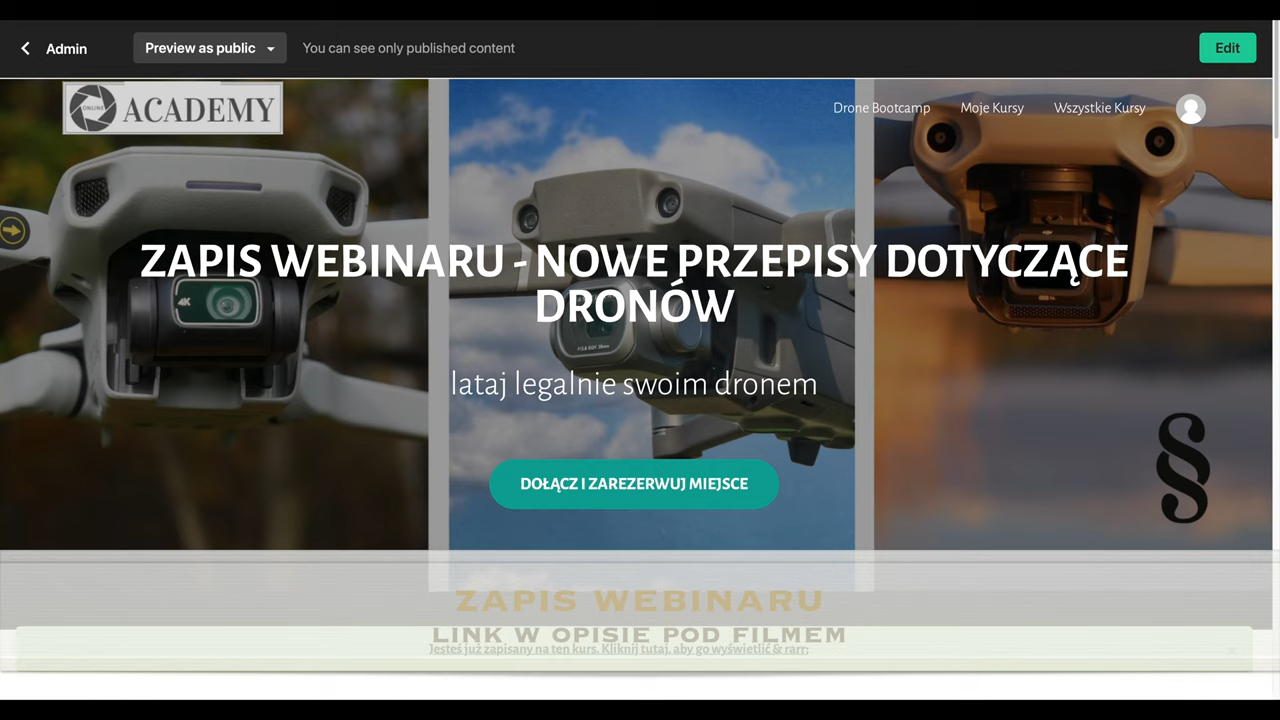 Admin
Preview as public
You can see only published content
Edit
ONLINE ACADEMY
Drone Bootcamp
Moje Kursy
Wszystkie Kursy
4K
ZAPIS WEBINARU - NOWE PRZEPISY DOTYCZĄCE
DRONÓW
lataj legalnie swoim dronem
DOŁĄCZ I ZAREZERWUJ MIEJSCE
§
ZAPIS WEBINARU
LINK W OPISIE POD FILMEM
Jesteś już zapisany na ten kurs. Kliknij tutaj, aby go wyświetlić & rarr;